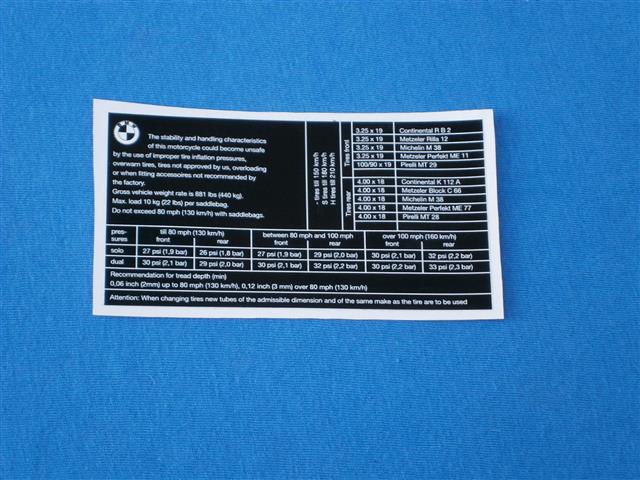 BMW
The stability and handling characteristics
of this motorcycle could become unsafe
by the use of improper tire inflation pressures,
overwarn tires, tires not approved by us, overloading
or when fitting accessoires not recommended by
the factory.
Gross vehicle weight rate is 881 lbs (440 kg).
Max. load 10 kg (22 lbs) per saddlebag.
Do not exceed 80 mph (130 km/h) with saddlebags.
- tires till 150 km/h
S tires till 180 km/h
H tires till 210 km/h
Tires front
3.25 x 19 Continental R B 2
3.25 x 19 Metzeler Rilla 12
3.25 x 19 Michelin M 38
3.25 x 19 Metzeler Perfekt ME 11
100/90 x 19 Pirelli MT 29
Tires rear
4.00 x 18 Continental K 112 A
4.00 x 18 Metzeler Block C 66
4.00 x 18 Michelin M 38
4.00 x 18 Metzeler Perfekt ME 77
4.00 x 18 Pirelli MT 28
pres- till 80 mph (130 km/h) between 80 mph and 100 mph over 100 mph (160 km/h)
sures front rear front rear front rear
solo 27 psi (1,9 bar) 26 psi (1,8 bar) 27 psi (1,9 bar) 29 psi (2,0 bar) 30 psi (2,1 bar) 32 psi (2,2 bar)
dual 30 psi (2,1 bar) 29 psi (2,0 bar) 30 psi (2,1 bar) 32 psi (2,2 bar) 30 psi (2,2 bar) 33 psi (2,3 bar)
Recommendation for tread depth (min)
0,06 inch (2mm) up to 80 mph (130 km/h), 0,12 inch (3 mm) over 80 mph (130 km/h)
Attention: When changing tires new tubes of the admissible dimension and of the same make as the tire are to be used